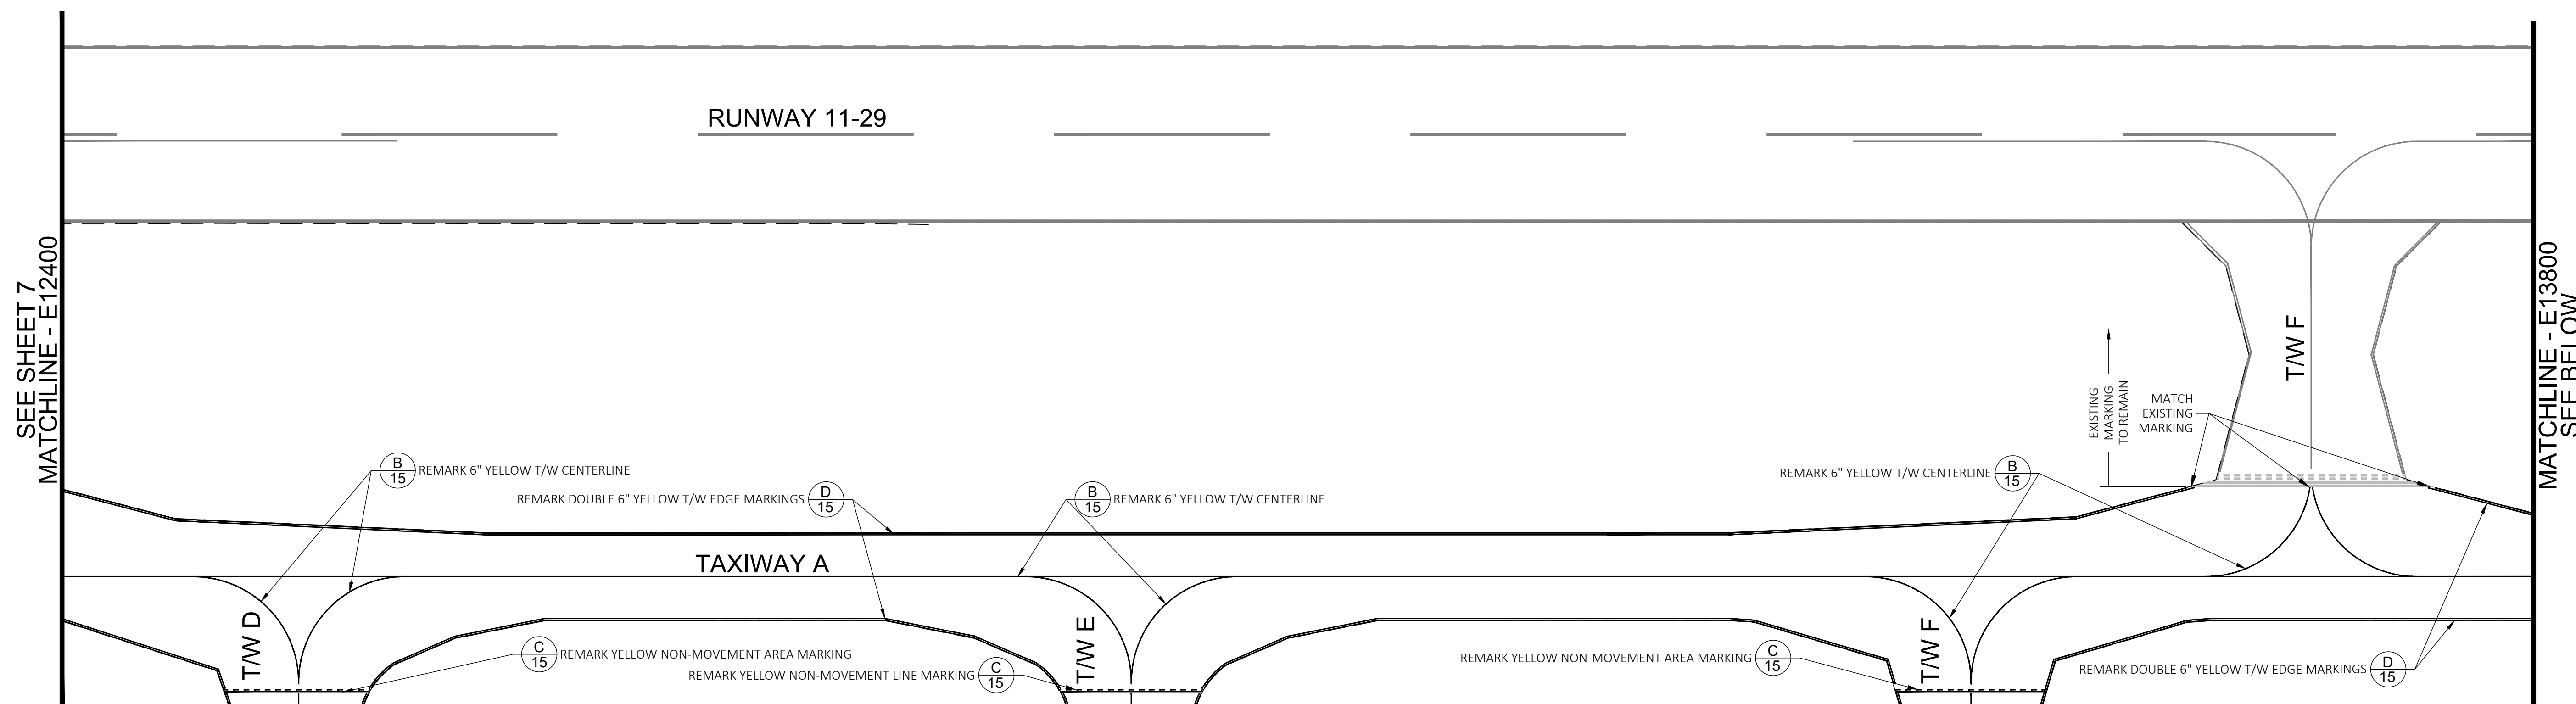 RUNWAY 11-29
SEE SHEET 7
MATCHLINE - E12400
MATCHLINE - E13800
SEE BELOW
T/W F
EXISTING
MARKING
TO REMAIN
MATCH
EXISTING
MARKING
B
15
REMARK 6" YELLOW T/W CENTERLINE
REMARK DOUBLE 6" YELLOW T/W EDGE MARKINGS
D
15
B
15
REMARK 6" YELLOW T/W CENTERLINE
REMARK 6" YELLOW T/W CENTERLINE
B
15
TAXIWAY A
T/W D
T/W E
T/W F
C
15
REMARK YELLOW NON-MOVEMENT AREA MARKING
REMARK YELLOW NON-MOVEMENT LINE MARKING
C
15
REMARK YELLOW NON-MOVEMENT AREA MARKING
C
15
REMARK DOUBLE 6" YELLOW T/W EDGE MARKINGS
D
15